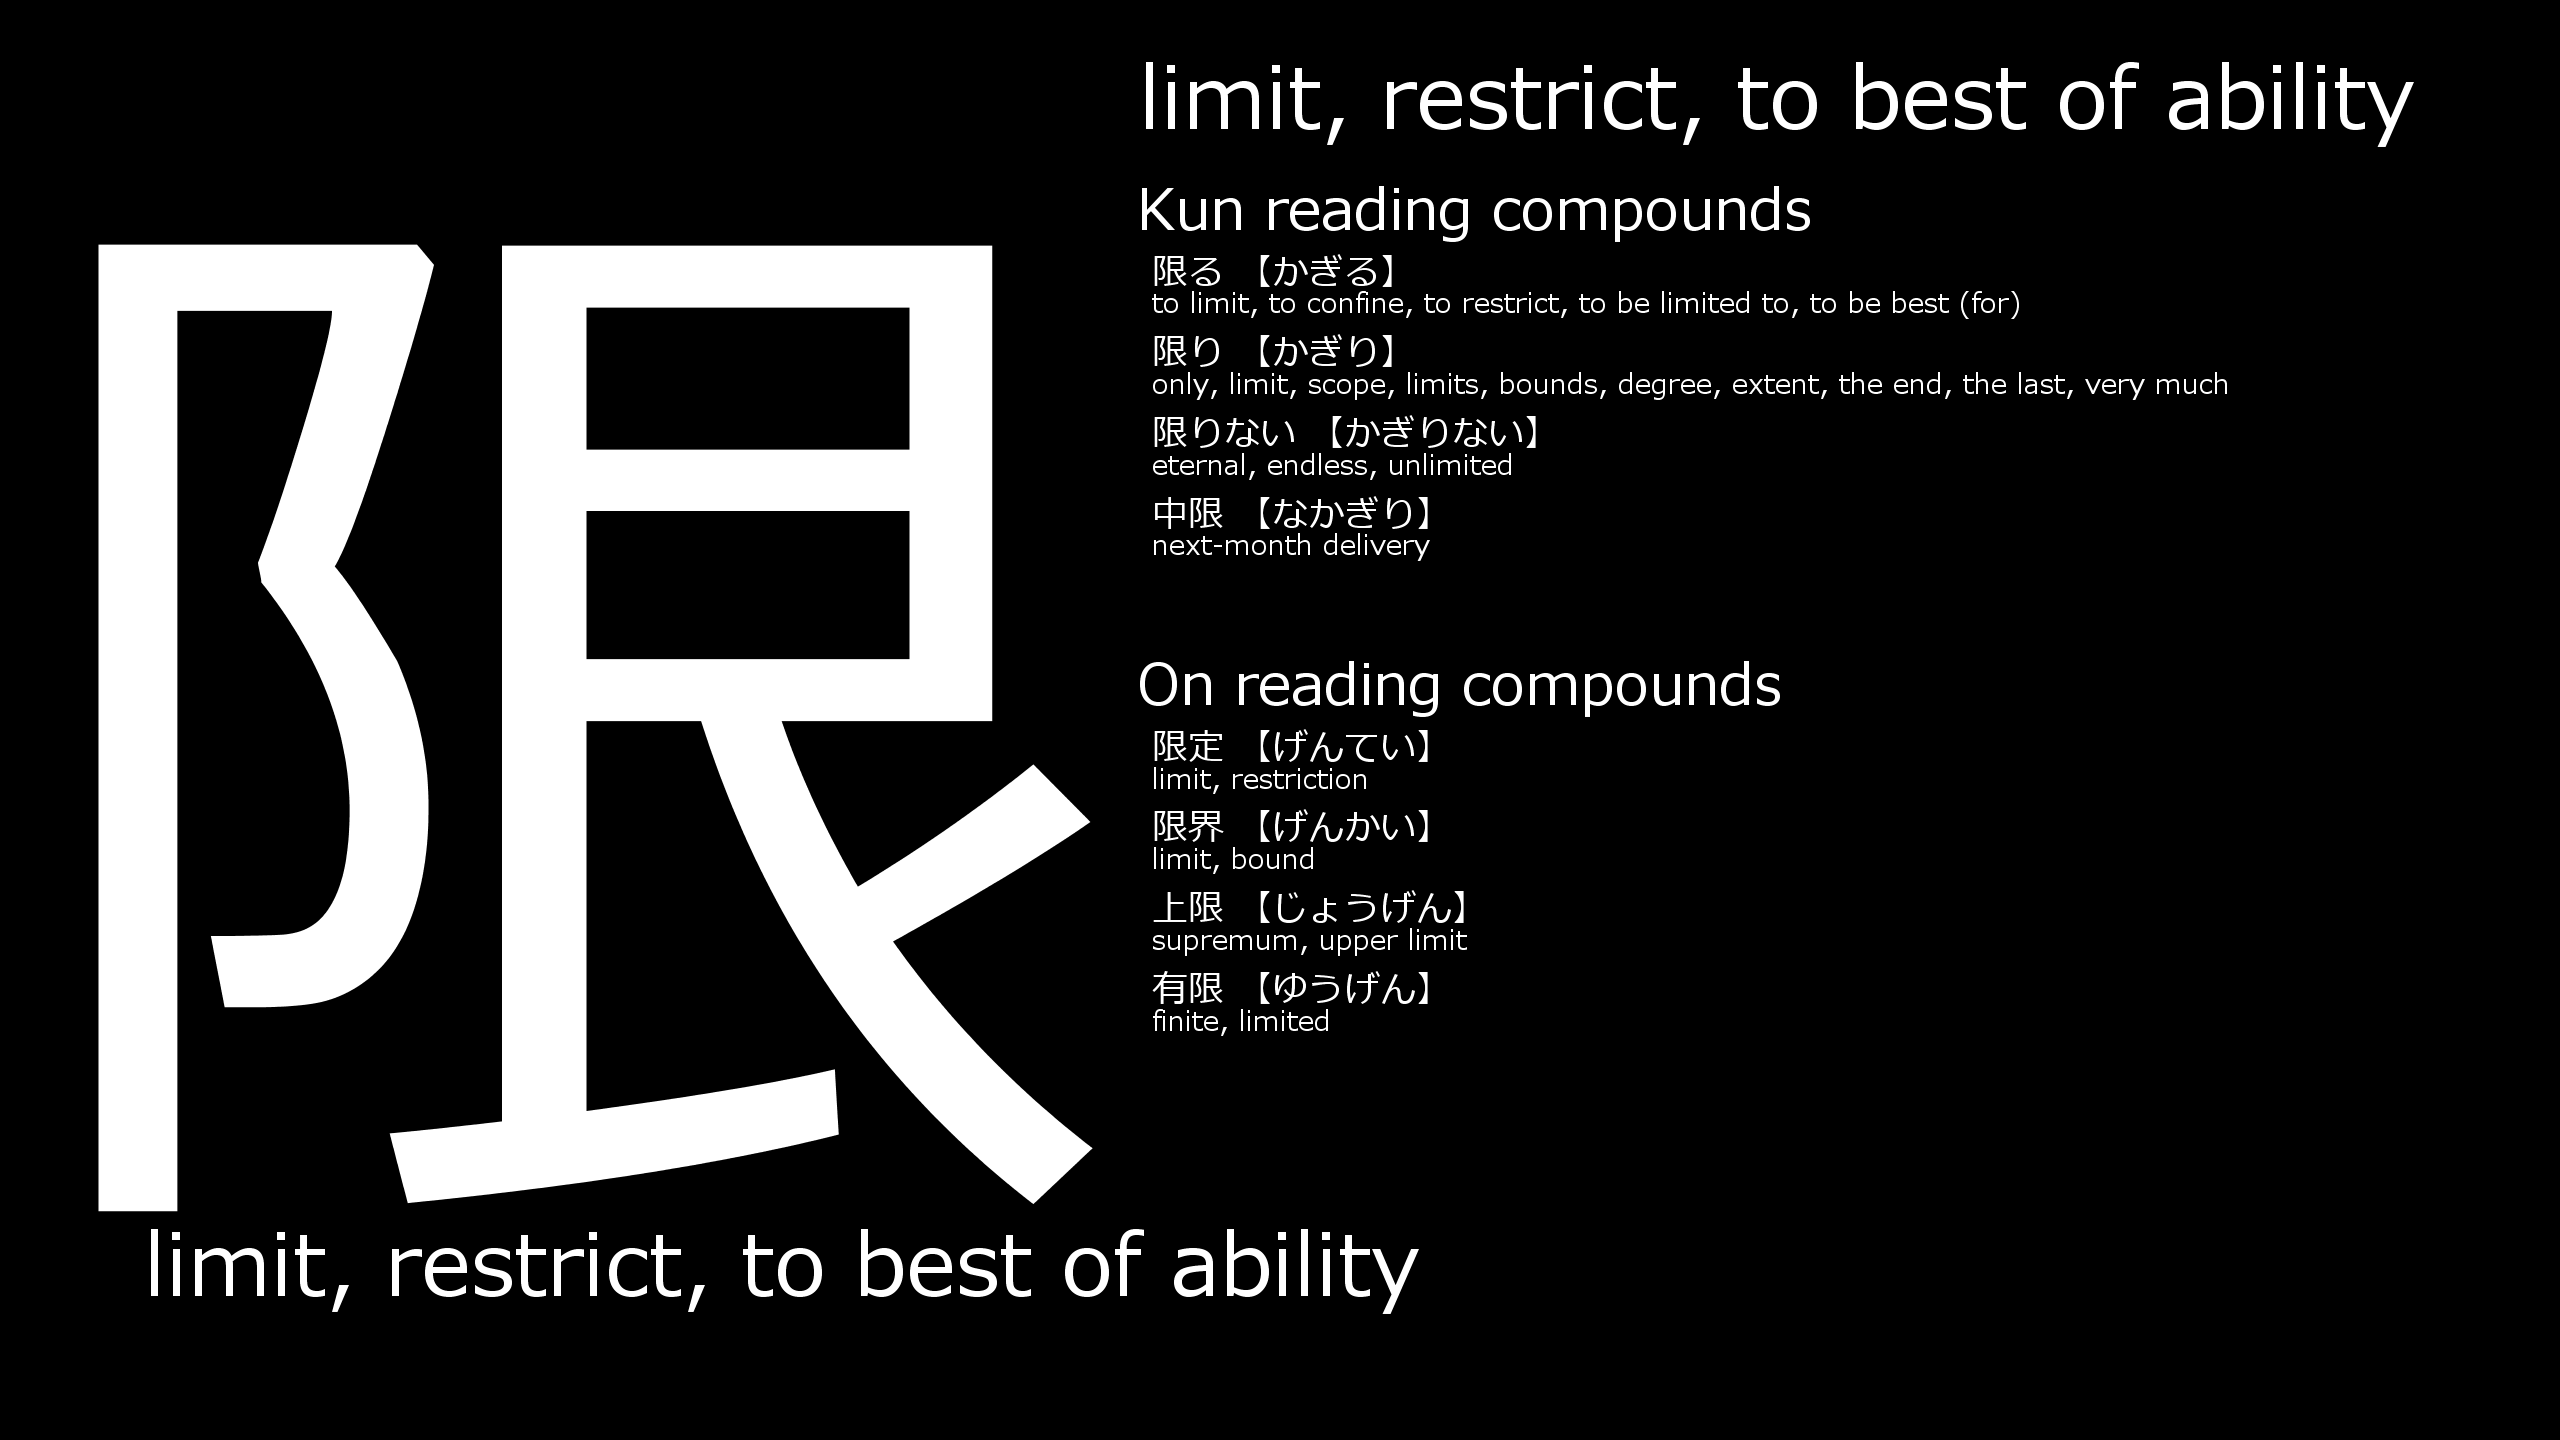 限
limit, restrict, to best of ability
limit, restrict, to best of ability
Kun reading compounds
限る 【かぎる】
to limit, to confine, to restrict, to be limited to, to be best (for)
限り 【かぎり】
only, limit, scope, limits, bounds, degree, extent, the end, the last, very much
限りない 【かぎりない】
eternal, endless, unlimited
中限 【なかぎり】
next-month delivery
On reading compounds
限定 【げんてい】
limit, restriction
限界 【げんかい】
limit, bound
上限 【じょうげん】
supremum, upper limit
有限 【ゆうげん】
finite, limited